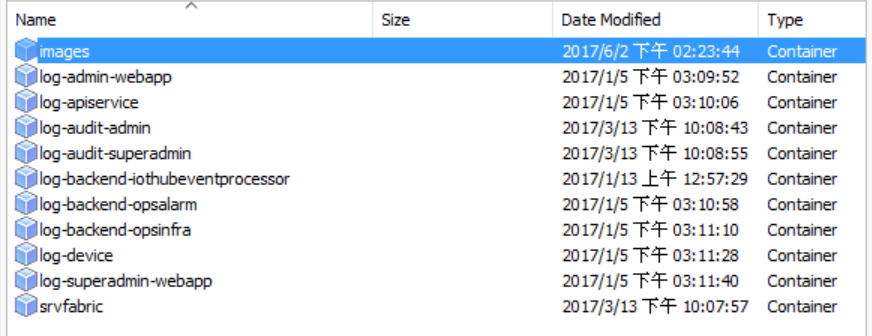 Name Size Date Modified Type
images 2017/6/2 下午 02:23:44 Container
log-admin-webapp 2017/1/5 下午 03:09:52 Container
log-apiservice 2017/1/5 下午 03:10:06 Container
log-audit-admin 2017/3/13 下午 10:08:43 Container
log-audit-superadmin 2017/3/13 下午 10:08:55 Container
log-backend-iothubeventprocessor 2017/1/13 上午 12:57:29 Container
log-backend-opsalarm 2017/1/5 下午 03:10:58 Container
log-backend-opsinfra 2017/1/5 下午 03:11:10 Container
log-device 2017/1/5 下午 03:11:28 Container
log-superadmin-webapp 2017/1/5 下午 03:11:40 Container
srvfabric 2017/3/13 下午 10:07:57 Container